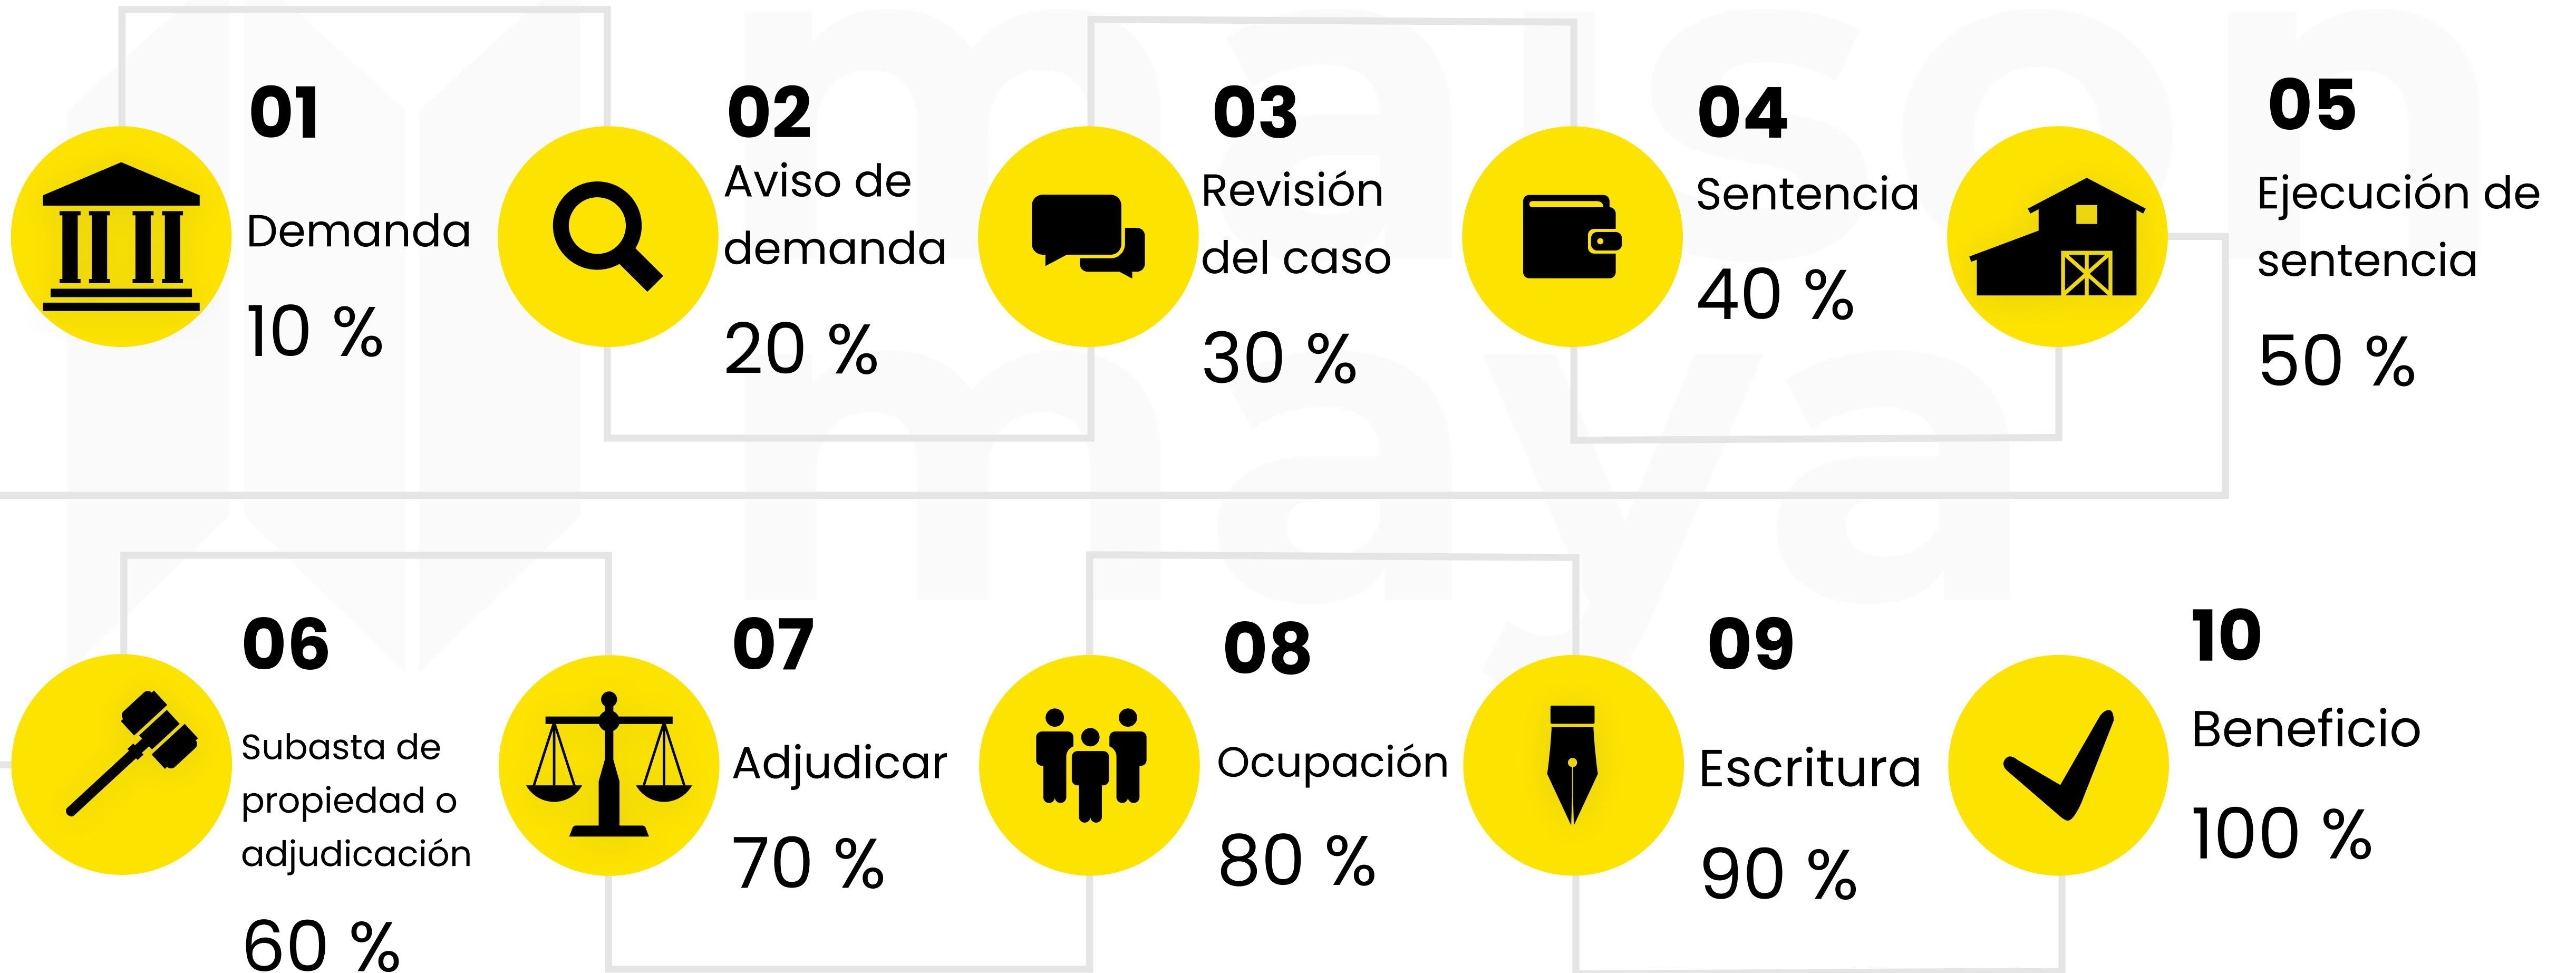 01
Demanda
10 %
02
Aviso de
demanda
20 %
03
Revisión
del caso
30 %
04
Sentencia
40 %
05
Ejecución de
sentencia
50 %
06
Subasta de
propiedad o
adjudicación
60 %
07
Adjudicar
70 %
08
Ocupación
80 %
09
Escritura
90 %
10
Beneficio
100 %
maison
maya